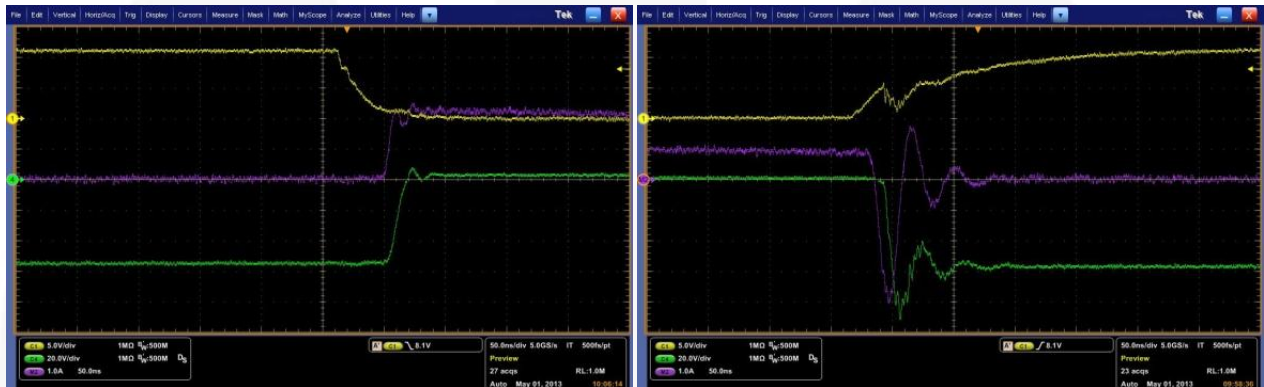 File Edit Vertical Horiz/Acq Trig Display Cursors Measure Mask Math MyScope Analyze Utilities Help Tek X
1
4
C1 5.0V/div 1MΩ BW:500M
C4 20.0V/div 1MΩ BW:500M Ds
M2 1.0A 50.0ns
A' C1 8.1V
50.0ns/div 5.0GS/s IT 500fs/pt
Preview
27 acqs RL:1.0M
Auto May 01, 2013 10:06:14
File Edit Vertical Horiz/Acq Trig Display Cursors Measure Mask Math MyScope Analyze Utilities Help Tek X
1
C1 5.0V/div 1MΩ BW:500M
C4 20.0V/div 1MΩ BW:500M Ds
M2 1.0A 50.0ns
A' C1 8.1V
50.0ns/div 5.0GS/s IT 500fs/pt
Preview
23 acqs RL:1.0M
Auto May 01, 2013 09:58:36